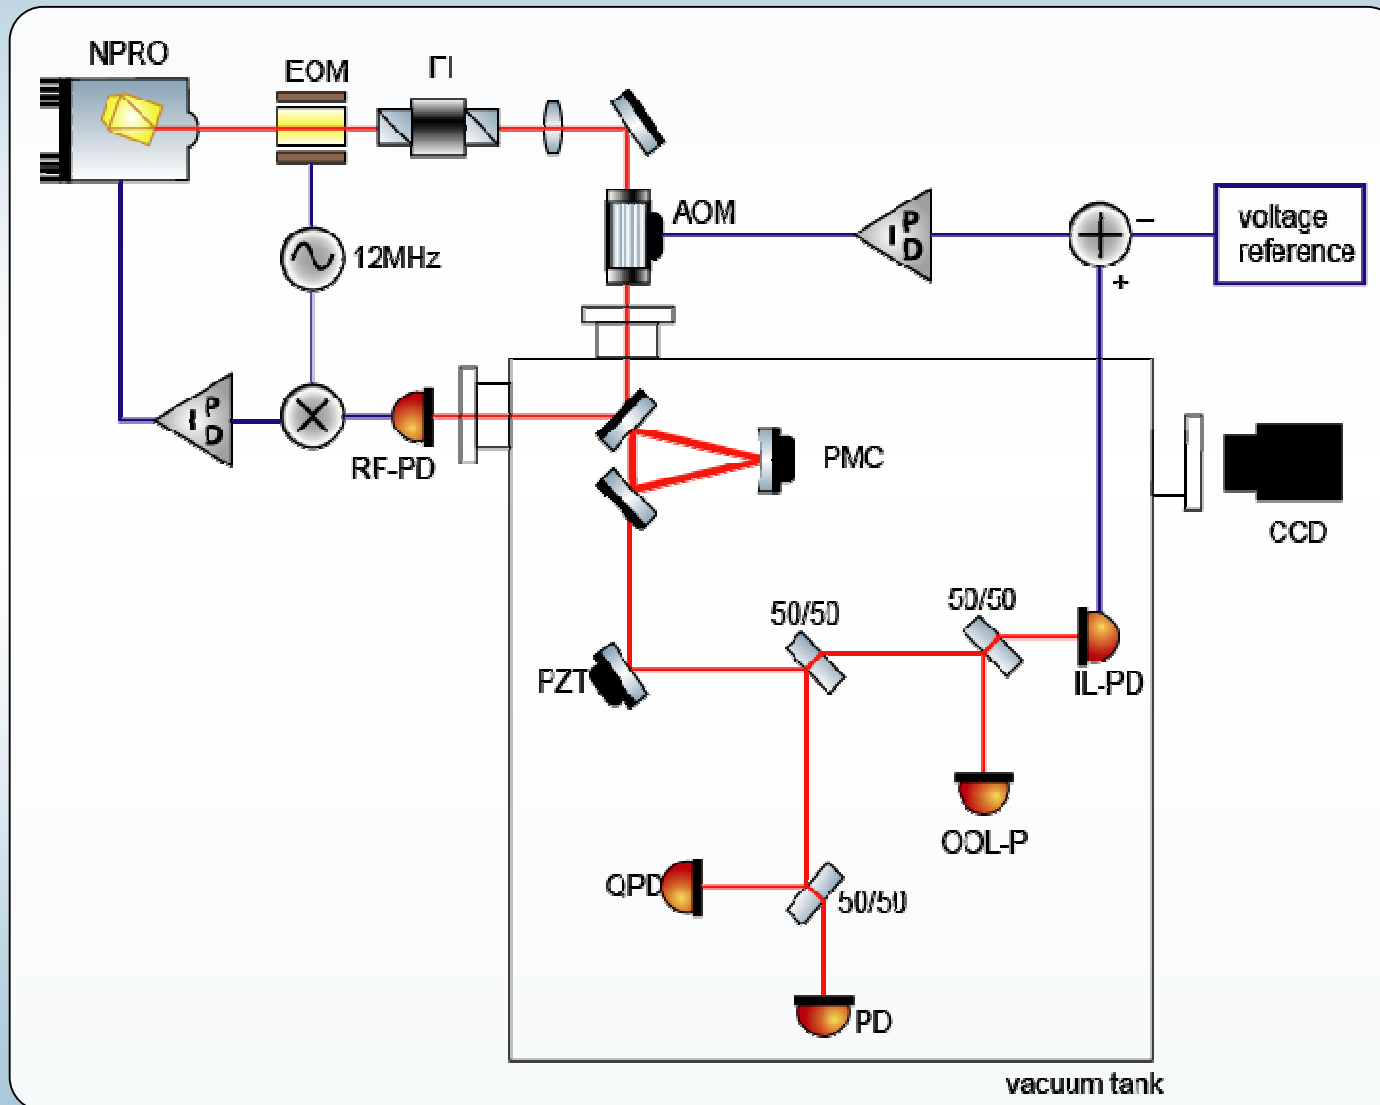 NPRO
EOM
FI
AOM
12MHz
P
I
D
voltage
reference
−
+
P
I
D
RF-PD
PMC
CCD
50/50
50/50
PZT
IL-PD
OOL-P
QPD
50/50
PD
vacuum tank